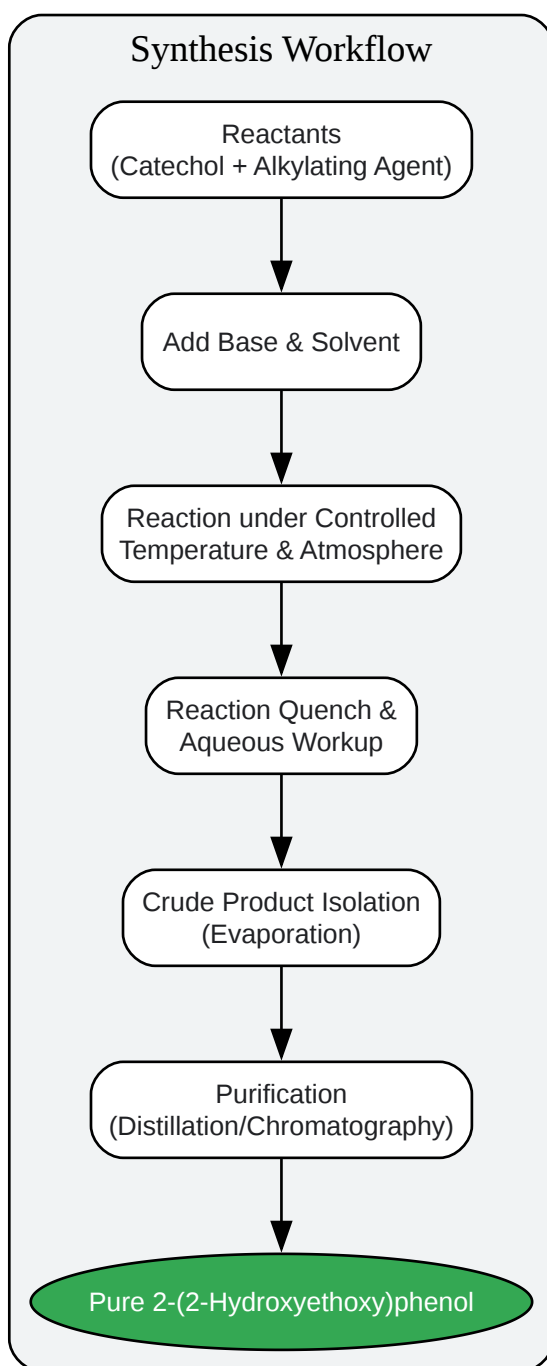 Synthesis Workflow
Reactants
(Catechol + Alkylating Agent)
Add Base & Solvent
Reaction under Controlled
Temperature & Atmosphere
Reaction Quench &
Aqueous Workup
Crude Product Isolation
(Evaporation)
Purification
(Distillation/Chromatography)
Pure 2-(2-Hydroxyethoxy)phenol